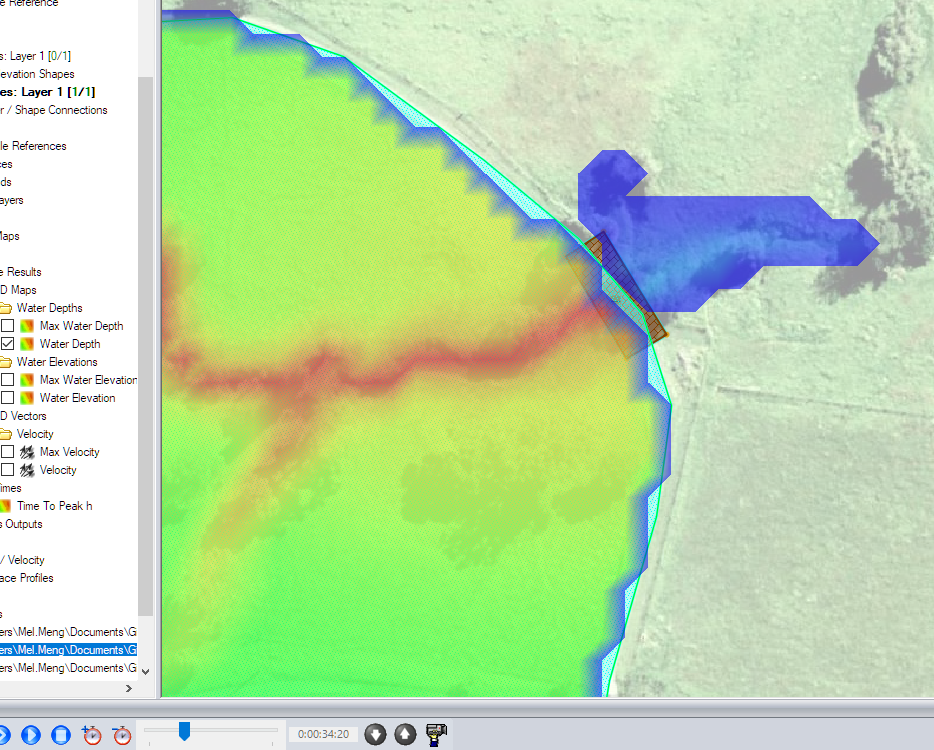 e Reference
s: Layer 1 [0/1]
evation Shapes
es: Layer 1 [1/1]
r / Shape Connections
le References
ces
ds
ayers
Maps
e Results
D Maps
Water Depths
Max Water Depth
Water Depth
Water Elevations
Max Water Elevation
Water Elevation
D Vectors
Velocity
Max Velocity
Velocity
imes
Time To Peak h
s Outputs
/ Velocity
ace Profiles
s
ers\Mel.Meng\Documents\G
ers\Mel.Meng\Documents\G
ers\Mel.Meng\Documents\G
0:00:34:20